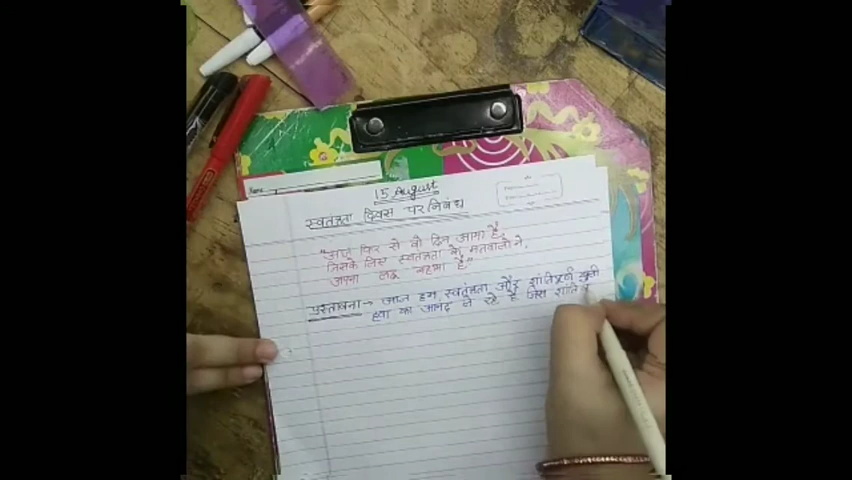 Name
15 August
स्वतंत्रता दिवस पर निबंध
"आज फिर से वो दिन आया है,
जिसके लिए स्वतंत्रता के मतवालों ने,
अपना लहू बहाया है"
प्रस्तावना → आज हम स्वतंत्रता और शांतिपूर्ण खुली
हवा का आनंद ले रहे हैं जिस शांति व